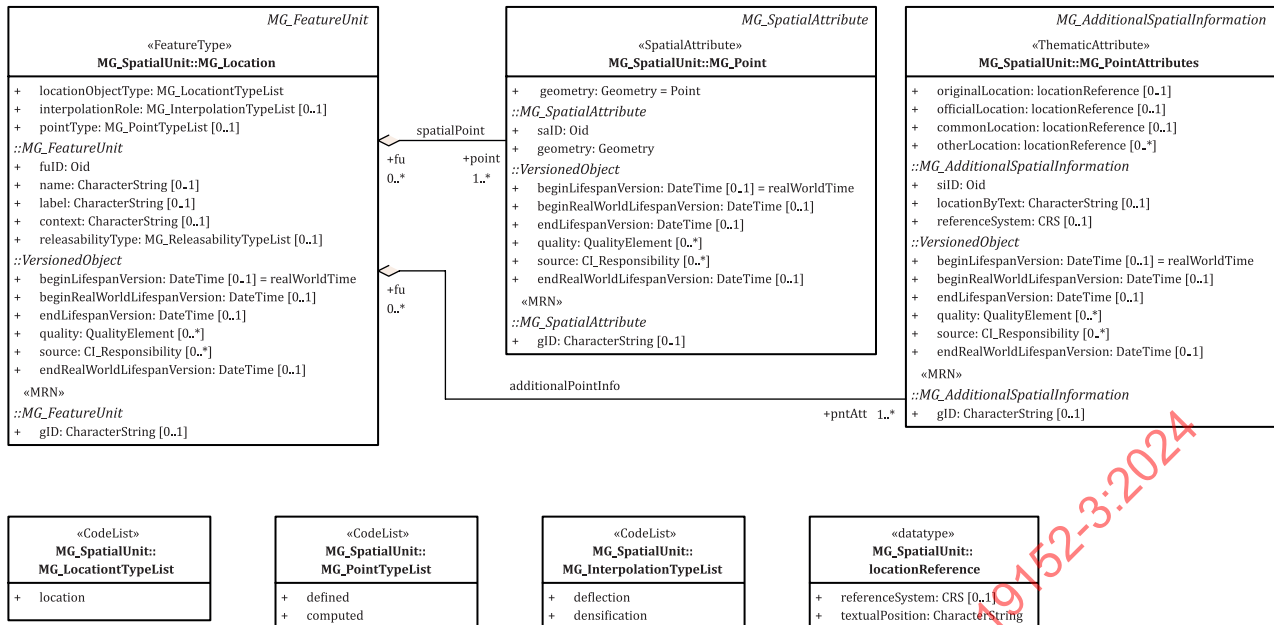 MG_FeatureUnit
«FeatureType»
MG_SpatialUnit::MG_Location
+ locationObjectType: MG_LocationtTypeList
+ interpolationRole: MG_InterpolationTypeList [0..1]
+ pointType: MG_PointTypeList [0..1]
::MG_FeatureUnit
+ fuID: Oid
+ name: CharacterString [0..1]
+ label: CharacterString [0..1]
+ context: CharacterString [0..1]
+ releasabilityType: MG_ReleasabilityTypeList [0..1]
::VersionedObject
+ beginLifespanVersion: DateTime [0..1] = realWorldTime
+ beginRealWorldLifespanVersion: DateTime [0..1]
+ endLifespanVersion: DateTime [0..1]
+ quality: QualityElement [0..*]
+ source: CI_Responsibility [0..*]
+ endRealWorldLifespanVersion: DateTime [0..1]
«MRN»
::MG_FeatureUnit
+ gID: CharacterString [0..1]
spatialPoint
+fu
0..*
+point
1..*
+fu
0..*
additionalPointInfo
+pntAtt 1..*
MG_SpatialAttribute
«SpatialAttribute»
MG_SpatialUnit::MG_Point
+ geometry: Geometry = Point
::MG_SpatialAttribute
+ saID: Oid
+ geometry: Geometry
::VersionedObject
+ beginLifespanVersion: DateTime [0..1] = realWorldTime
+ beginRealWorldLifespanVersion: DateTime [0..1]
+ endLifespanVersion: DateTime [0..1]
+ quality: QualityElement [0..*]
+ source: CI_Responsibility [0..*]
+ endRealWorldLifespanVersion: DateTime [0..1]
«MRN»
::MG_SpatialAttribute
+ gID: CharacterString [0..1]
MG_AdditionalSpatialInformation
«ThematicAttribute»
MG_SpatialUnit::MG_PointAttributes
+ originalLocation: locationReference [0..1]
+ officialLocation: locationReference [0..1]
+ commonLocation: locationReference [0..1]
+ otherLocation: locationReference [0..*]
::MG_AdditionalSpatialInformation
+ siID: Oid
+ locationByText: CharacterString [0..1]
+ referenceSystem: CRS [0..1]
::VersionedObject
+ beginLifespanVersion: DateTime [0..1] = realWorldTime
+ beginRealWorldLifespanVersion: DateTime [0..1]
+ endLifespanVersion: DateTime [0..1]
+ quality: QualityElement [0..*]
+ source: CI_Responsibility [0..*]
+ endRealWorldLifespanVersion: DateTime [0..1]
«MRN»
::MG_AdditionalSpatialInformation
+ gID: CharacterString [0..1]
«CodeList»
MG_SpatialUnit::
MG_LocationtTypeList
+ location
«CodeList»
MG_SpatialUnit::
MG_PointTypeList
+ defined
+ computed
«CodeList»
MG_SpatialUnit::
MG_InterpolationTypeList
+ deflection
+ densification
«datatype»
MG_SpatialUnit::
locationReference
+ referenceSystem: CRS [0..1]
+ textualPosition: CharacterString
19152-3:2024